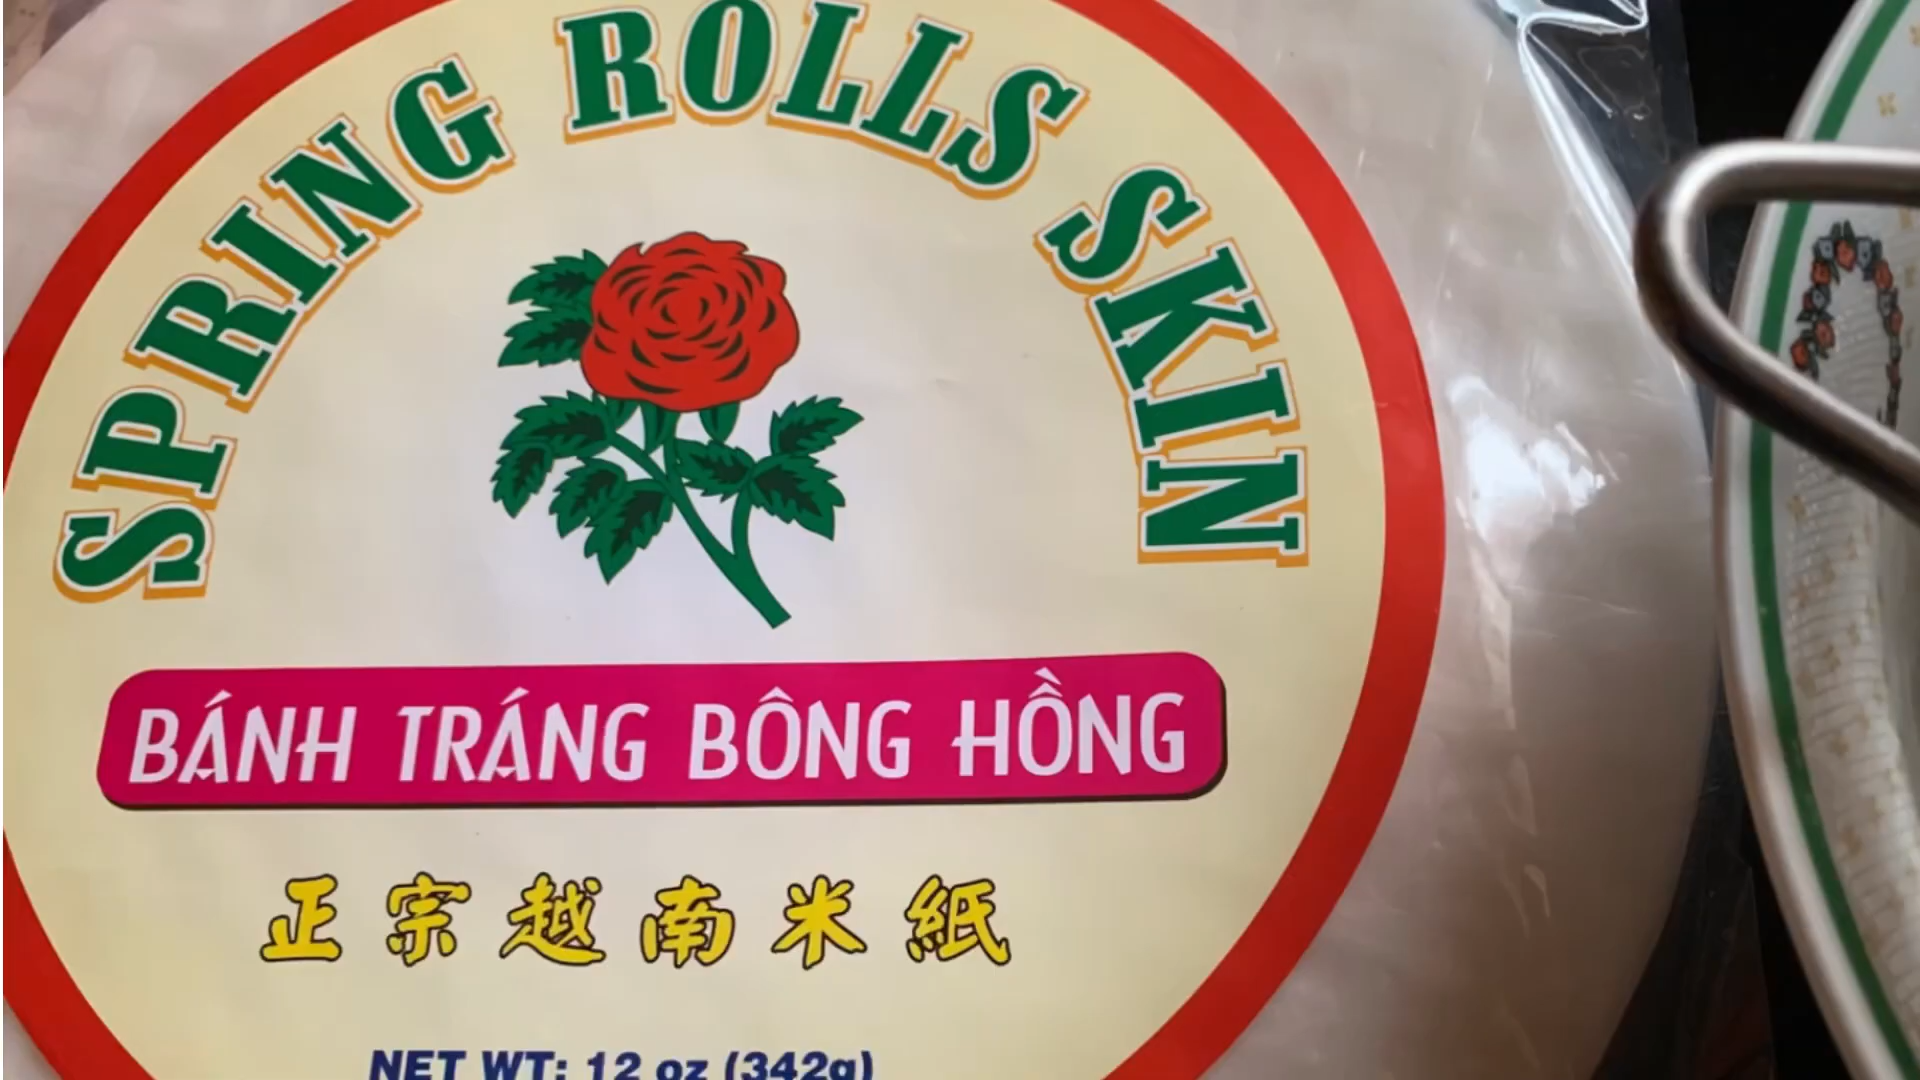 SPRING ROLLS SKIN
BÁNH TRÁNG BÔNG HỒNG
正宗越南米紙
NET WT: 12 oz (342g)